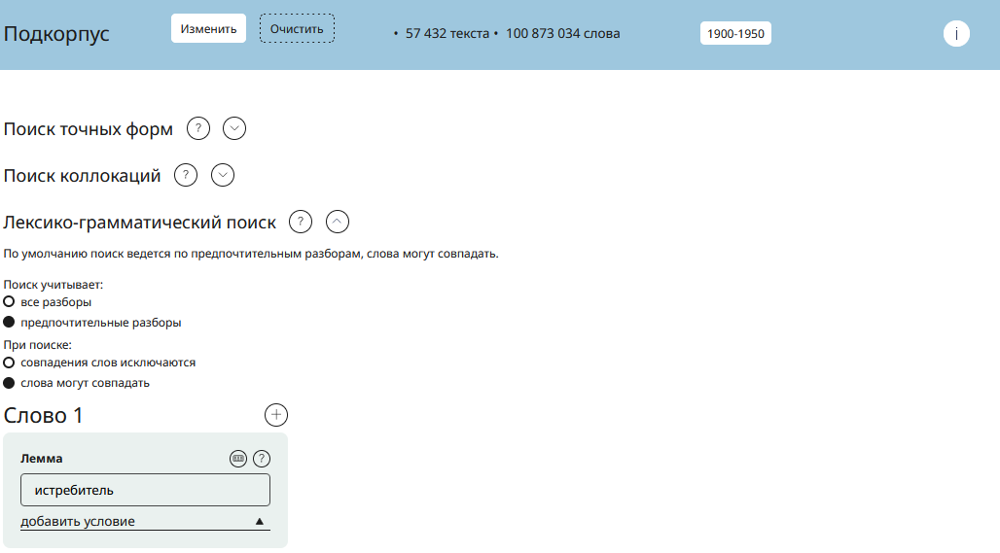 Подкорпус Изменить Очистить • 57 432 текста • 100 873 034 слова 1900-1950 i
Поиск точных форм ?
Поиск коллокаций ?
Лексико-грамматический поиск ?
По умолчанию поиск ведется по предпочтительным разборам, слова могут совпадать.
Поиск учитывает:
все разборы
предпочтительные разборы
При поиске:
совпадения слов исключаются
слова могут совпадать
Слово 1 +
Лемма ?
истребитель
добавить условие